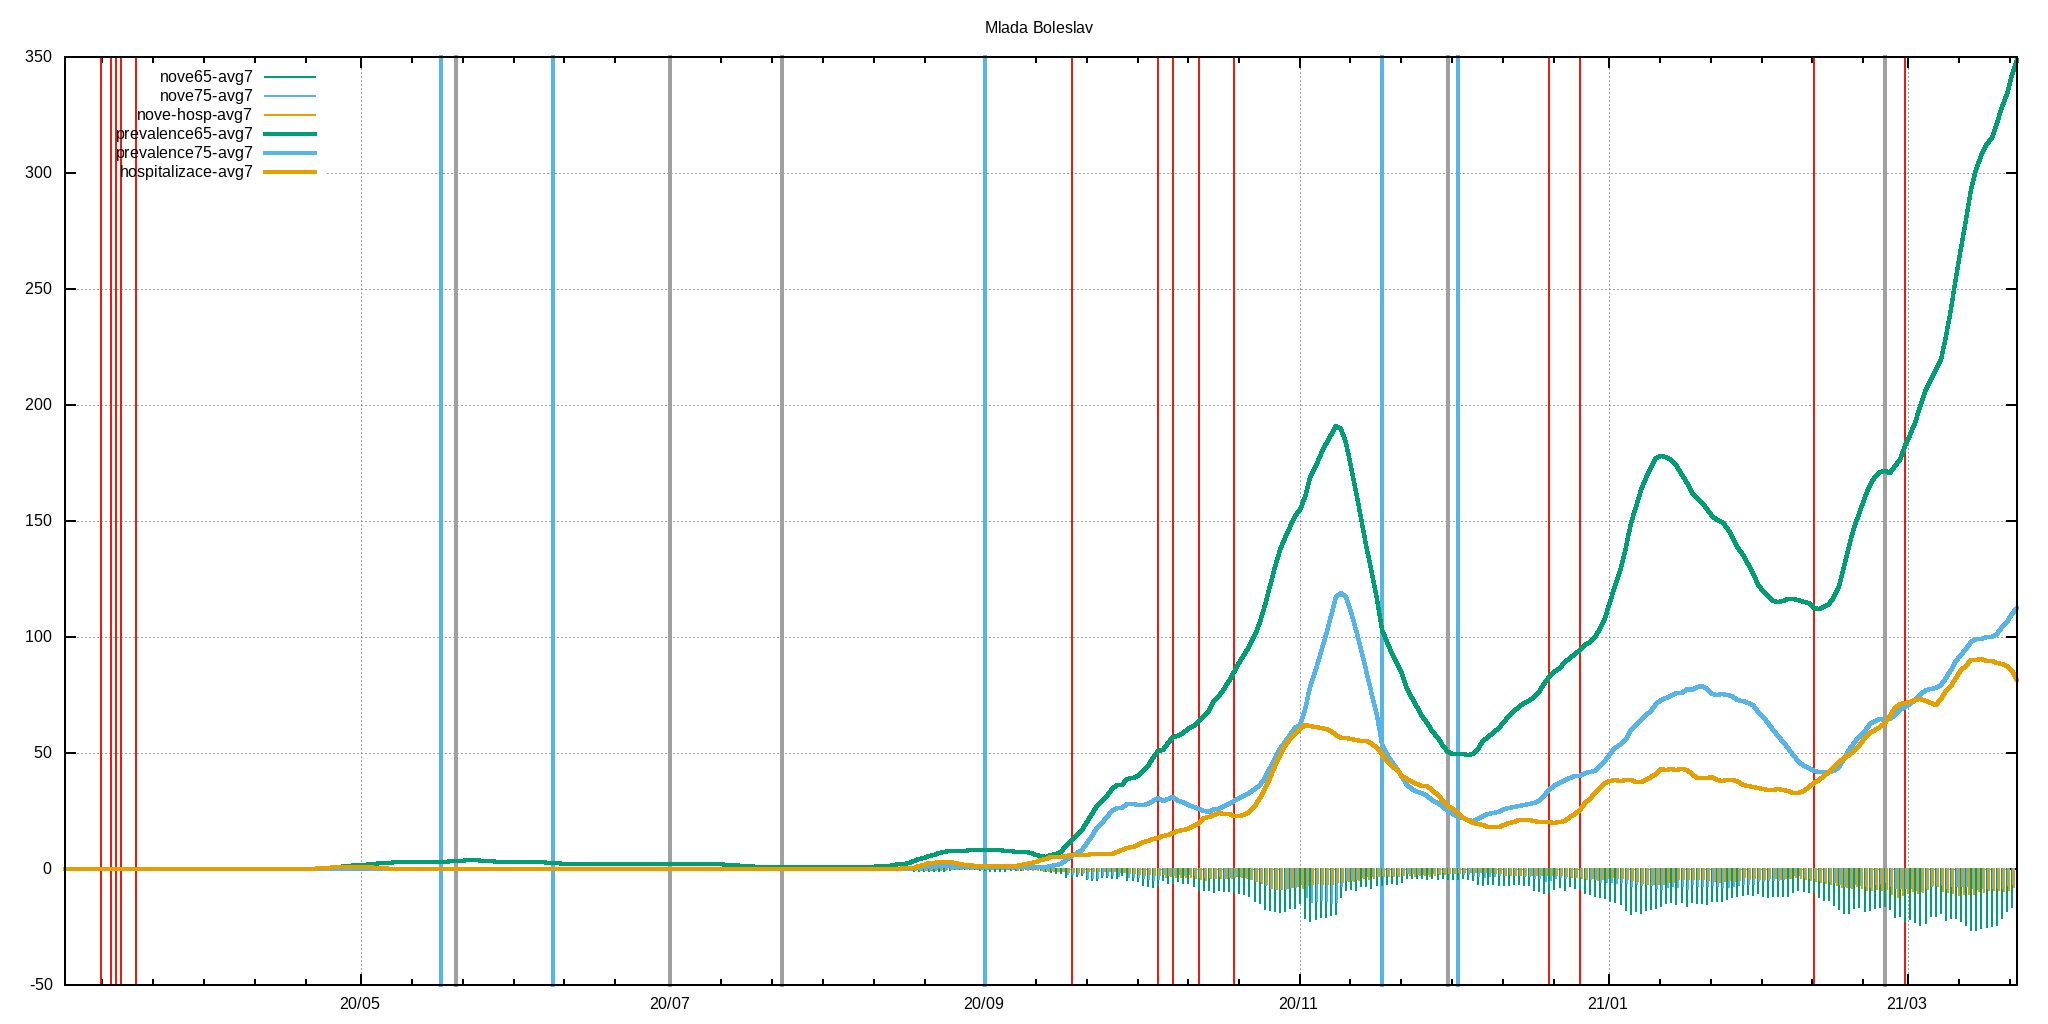 Mlada Boleslav
350
300
250
200
150
100
50
0
-50
nove65-avg7
nove75-avg7
nove-hosp-avg7
prevalence65-avg7
prevalence75-avg7
hospitalizace-avg7
20/05 20/07 20/09 20/11 21/01 21/03